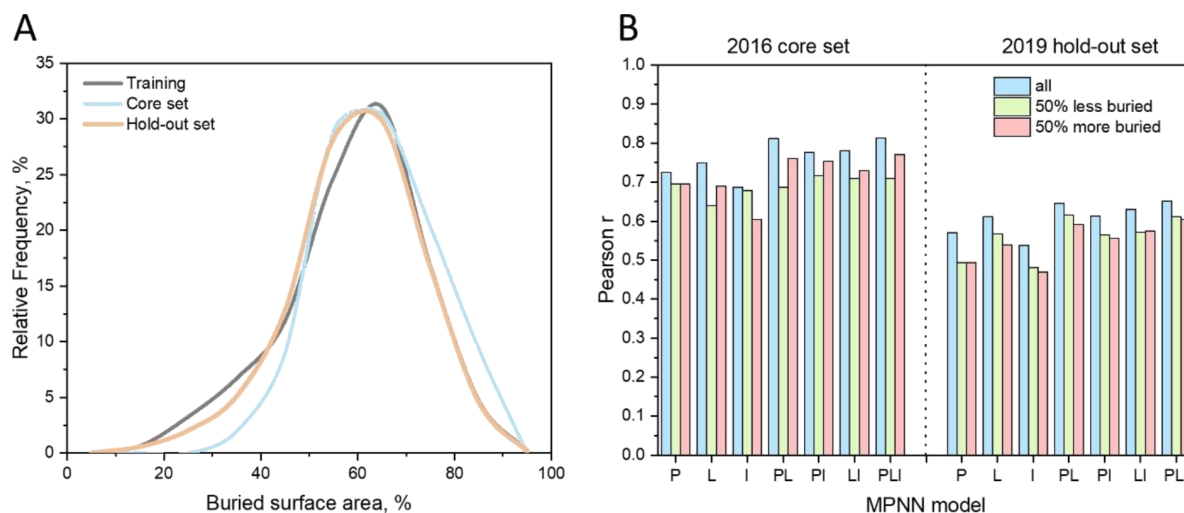 A
Relative Frequency, %
35
30
25
20
15
10
5
0
Training
Core set
Hold-out set
0 20 40 60 80 100
Buried surface area, %
B
2016 core set 2019 hold-out set
Pearson r
1.0
0.9
0.8
0.7
0.6
0.5
0.4
0.3
0.2
0.1
0.0
all
50% less buried
50% more buried
P L I PL PI LI PLI P L I PL PI LI PL
MPNN model